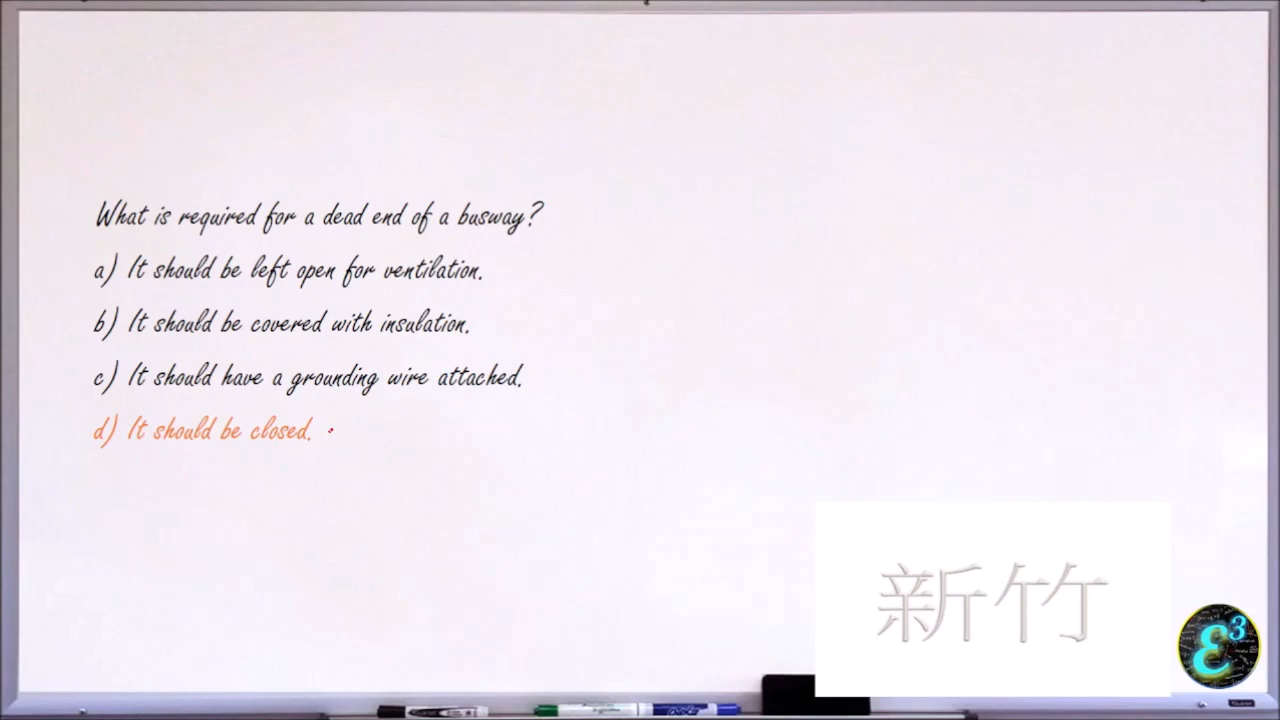 What is required for a dead end of a busway?
a) It should be left open for ventilation.
b) It should be covered with insulation.
c) It should have a grounding wire attached.
d) It should be closed.
新竹
ε3